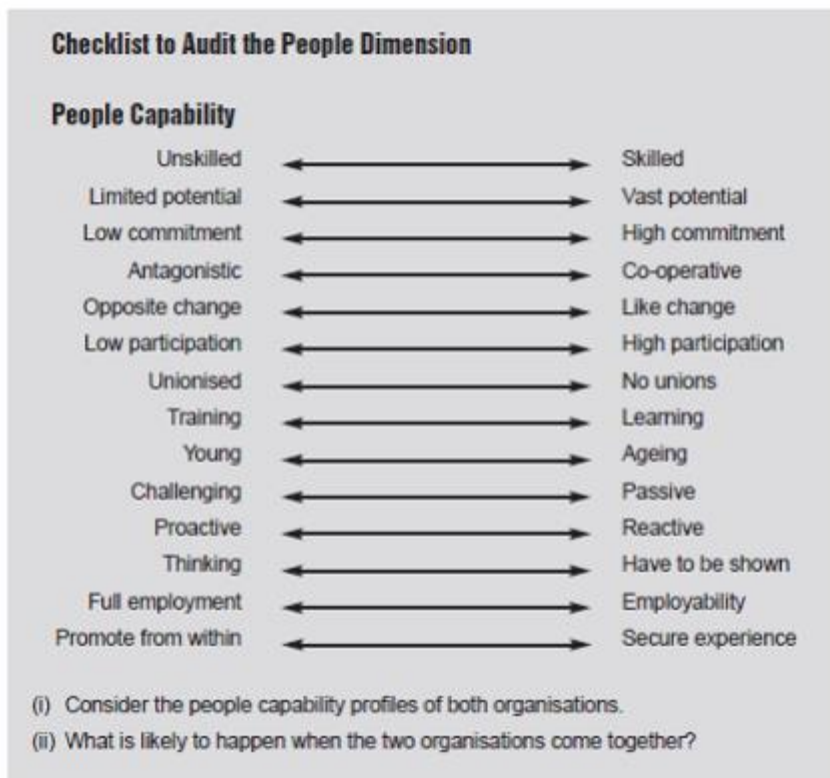 Checklist to Audit the People Dimension
People Capability
Unskilled Skilled
Limited potential Vast potential
Low commitment High commitment
Antagonistic Co-operative
Opposite change Like change
Low participation High participation
Unionised No unions
Training Learning
Young Ageing
Challenging Passive
Proactive Reactive
Thinking Have to be shown
Full employment Employability
Promote from within Secure experience
(i) Consider the people capability profiles of both organisations.
(ii) What is likely to happen when the two organisations come together?